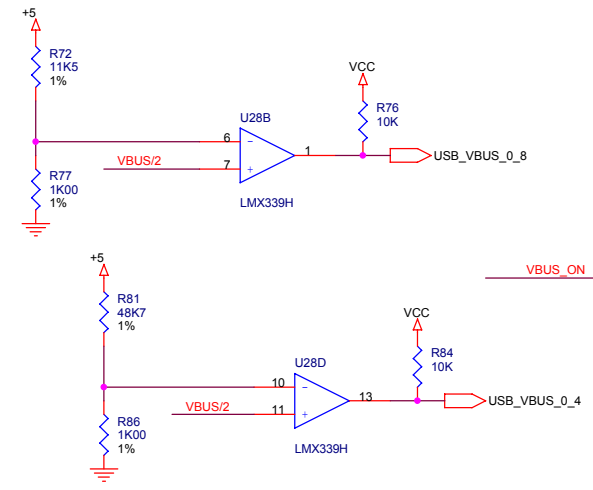 +5
R72
11K5
1%
VCC
R76
10K
U28B
6
-
1
USB_VBUS_0_8
VBUS/2
7
+
R77
1K00
1%
LMX339H
+5
VBUS_ON
R81
48K7
1%
VCC
R84
10K
U28D
10
-
13
USB_VBUS_0_4
VBUS/2
11
+
R86
1K00
1%
LMX339H